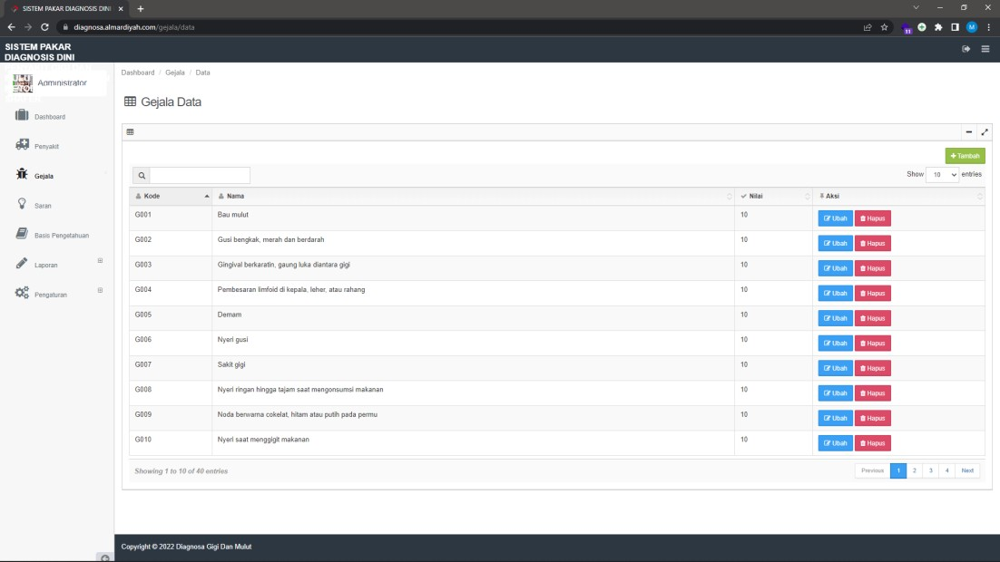 SISTEM PAKAR DIAGNOSIS DINI
diagnosa.almardiyah.com/gejala/data
11
M
SISTEM PAKAR
DIAGNOSIS DINI
Administrator
Dashboard / Gejala / Data
Gejala Data
Dashboard
Penyakit
Gejala
Saran
Basis Pengetahuan
Laporan
Pengaturan
+ Tambah
Show 10 entries
Kode Nama Nilai Aksi
G001 Bau mulut 10 Ubah Hapus
G002 Gusi bengkak, merah dan berdarah 10 Ubah Hapus
G003 Gingival berkaratin, gaung luka diantara gigi 10 Ubah Hapus
G004 Pembesaran limfoid di kepala, leher, atau rahang 10 Ubah Hapus
G005 Demam 10 Ubah Hapus
G006 Nyeri gusi 10 Ubah Hapus
G007 Sakit gigi 10 Ubah Hapus
G008 Nyeri ringan hingga tajam saat mengonsumsi makanan 10 Ubah Hapus
G009 Noda berwarna cokelat, hitam atau putih pada permu 10 Ubah Hapus
G010 Nyeri saat menggigit makanan 10 Ubah Hapus
Showing 1 to 10 of 40 entries
Previous 1 2 3 4 Next
Copyright © 2022 Diagnosa Gigi Dan Mulut